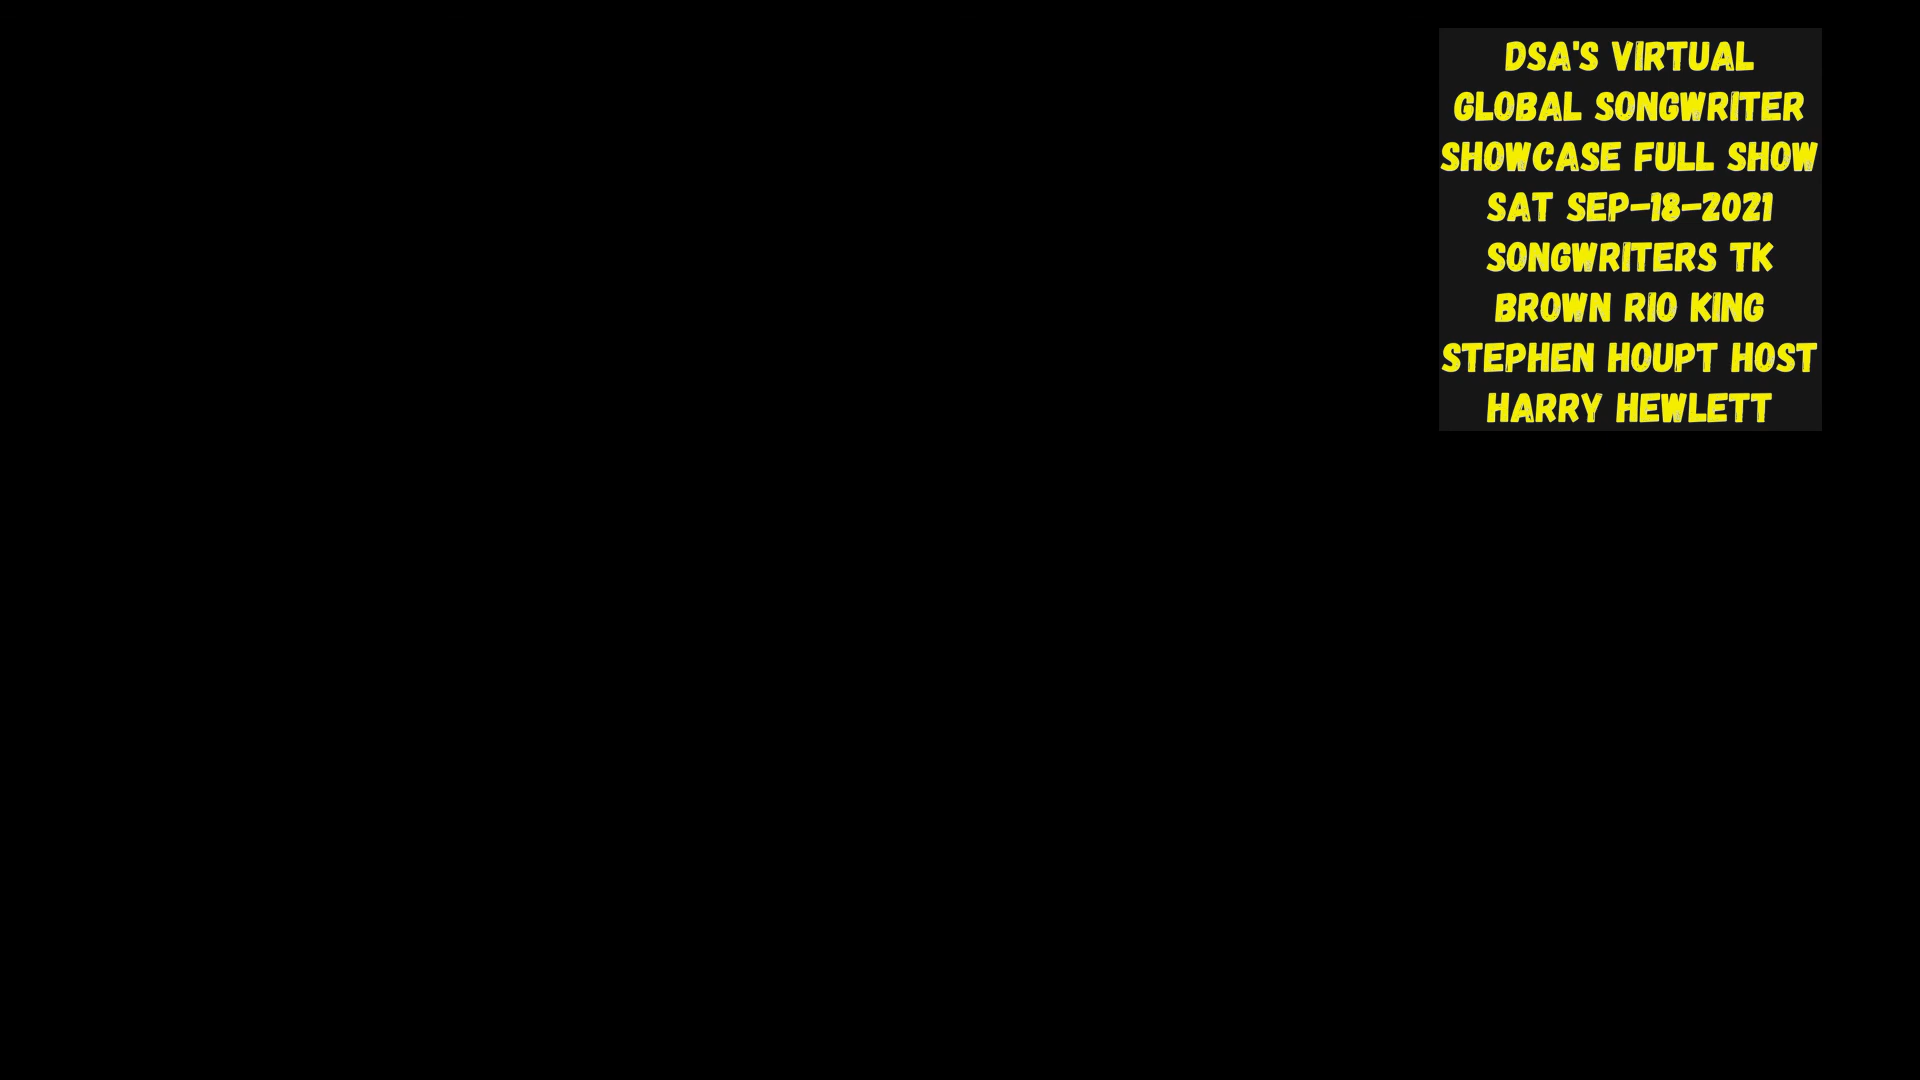 DSA'S VIRTUAL
GLOBAL SONGWRITER
SHOWCASE FULL SHOW
SAT SEP-18-2021
SONGWRITERS TK
BROWN RIO KING
STEPHEN HOUPT HOST
HARRY HEWLETT